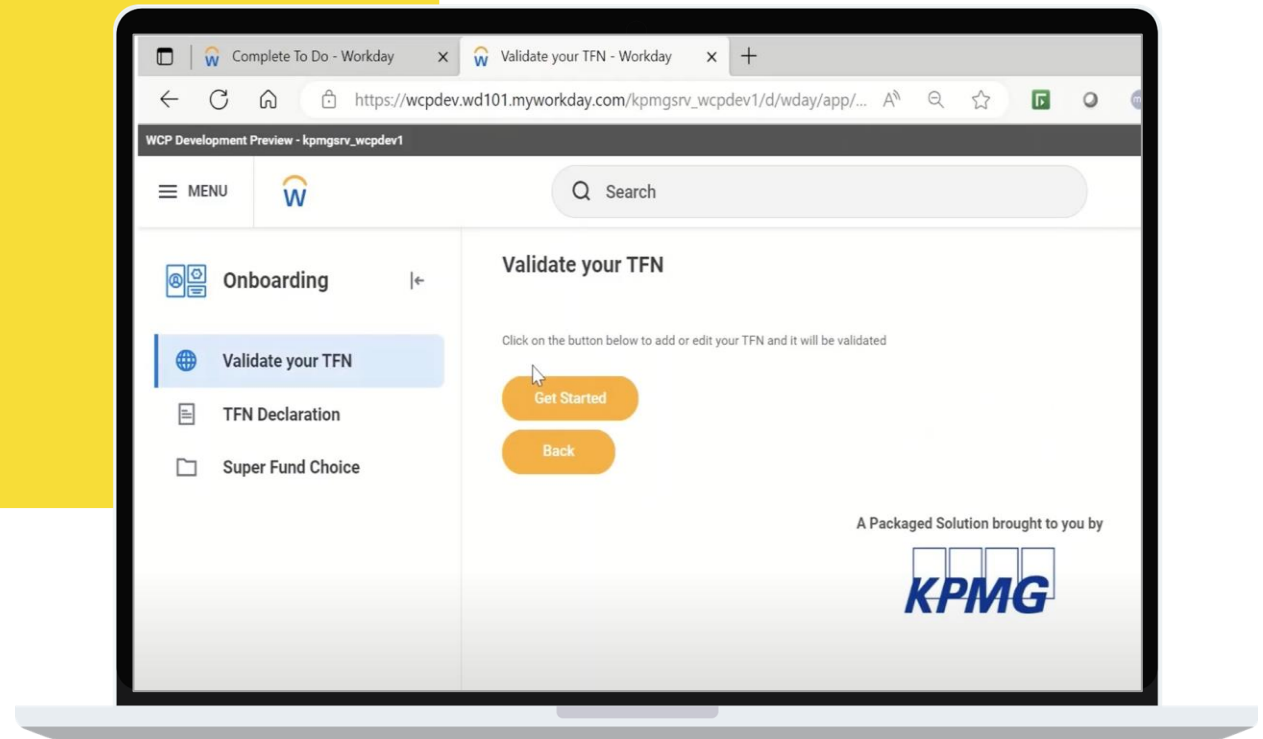 Complete To Do - Workday
Validate your TFN - Workday
https://wcpdev.wd101.myworkday.com/kpmgsrv_wcpdev1/d/wday/app/...
WCP Development Preview - kpmgsrv_wcpdev1
MENU
Search
Onboarding
Validate your TFN
TFN Declaration
Super Fund Choice
Validate your TFN
Click on the button below to add or edit your TFN and it will be validated
Get Started
Back
A Packaged Solution brought to you by
KPMG